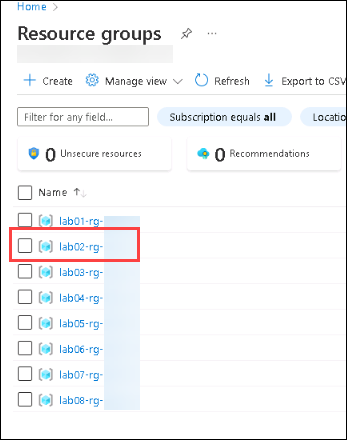 Home >
Resource groups
···
+ Create Manage view Refresh Export to CSV
Filter for any field... Subscription equals all Locatio
0 Unsecure resources 0 Recommendations
Name ↑↓
lab01-rg-
lab02-rg-
lab03-rg-
lab04-rg-
lab05-rg-
lab06-rg-
lab07-rg-
lab08-rg-